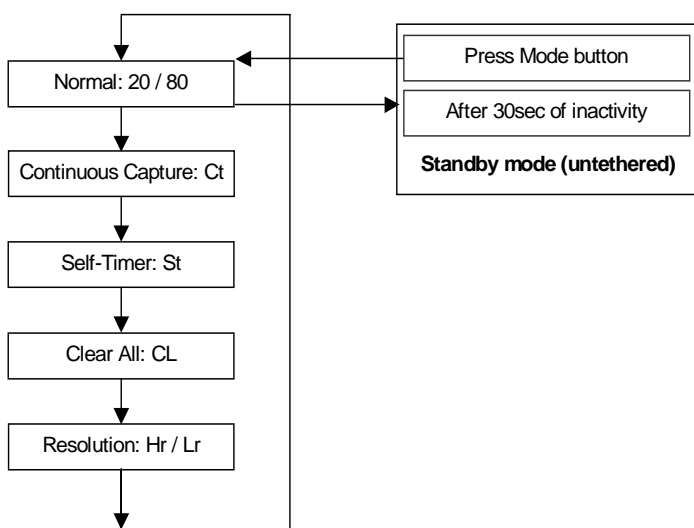 Normal: 20 / 80
Continuous Capture: Ct
Self-Timer: St
Clear All: CL
Resolution: Hr / Lr
Press Mode button
After 30sec of inactivity
Standby mode (untethered)